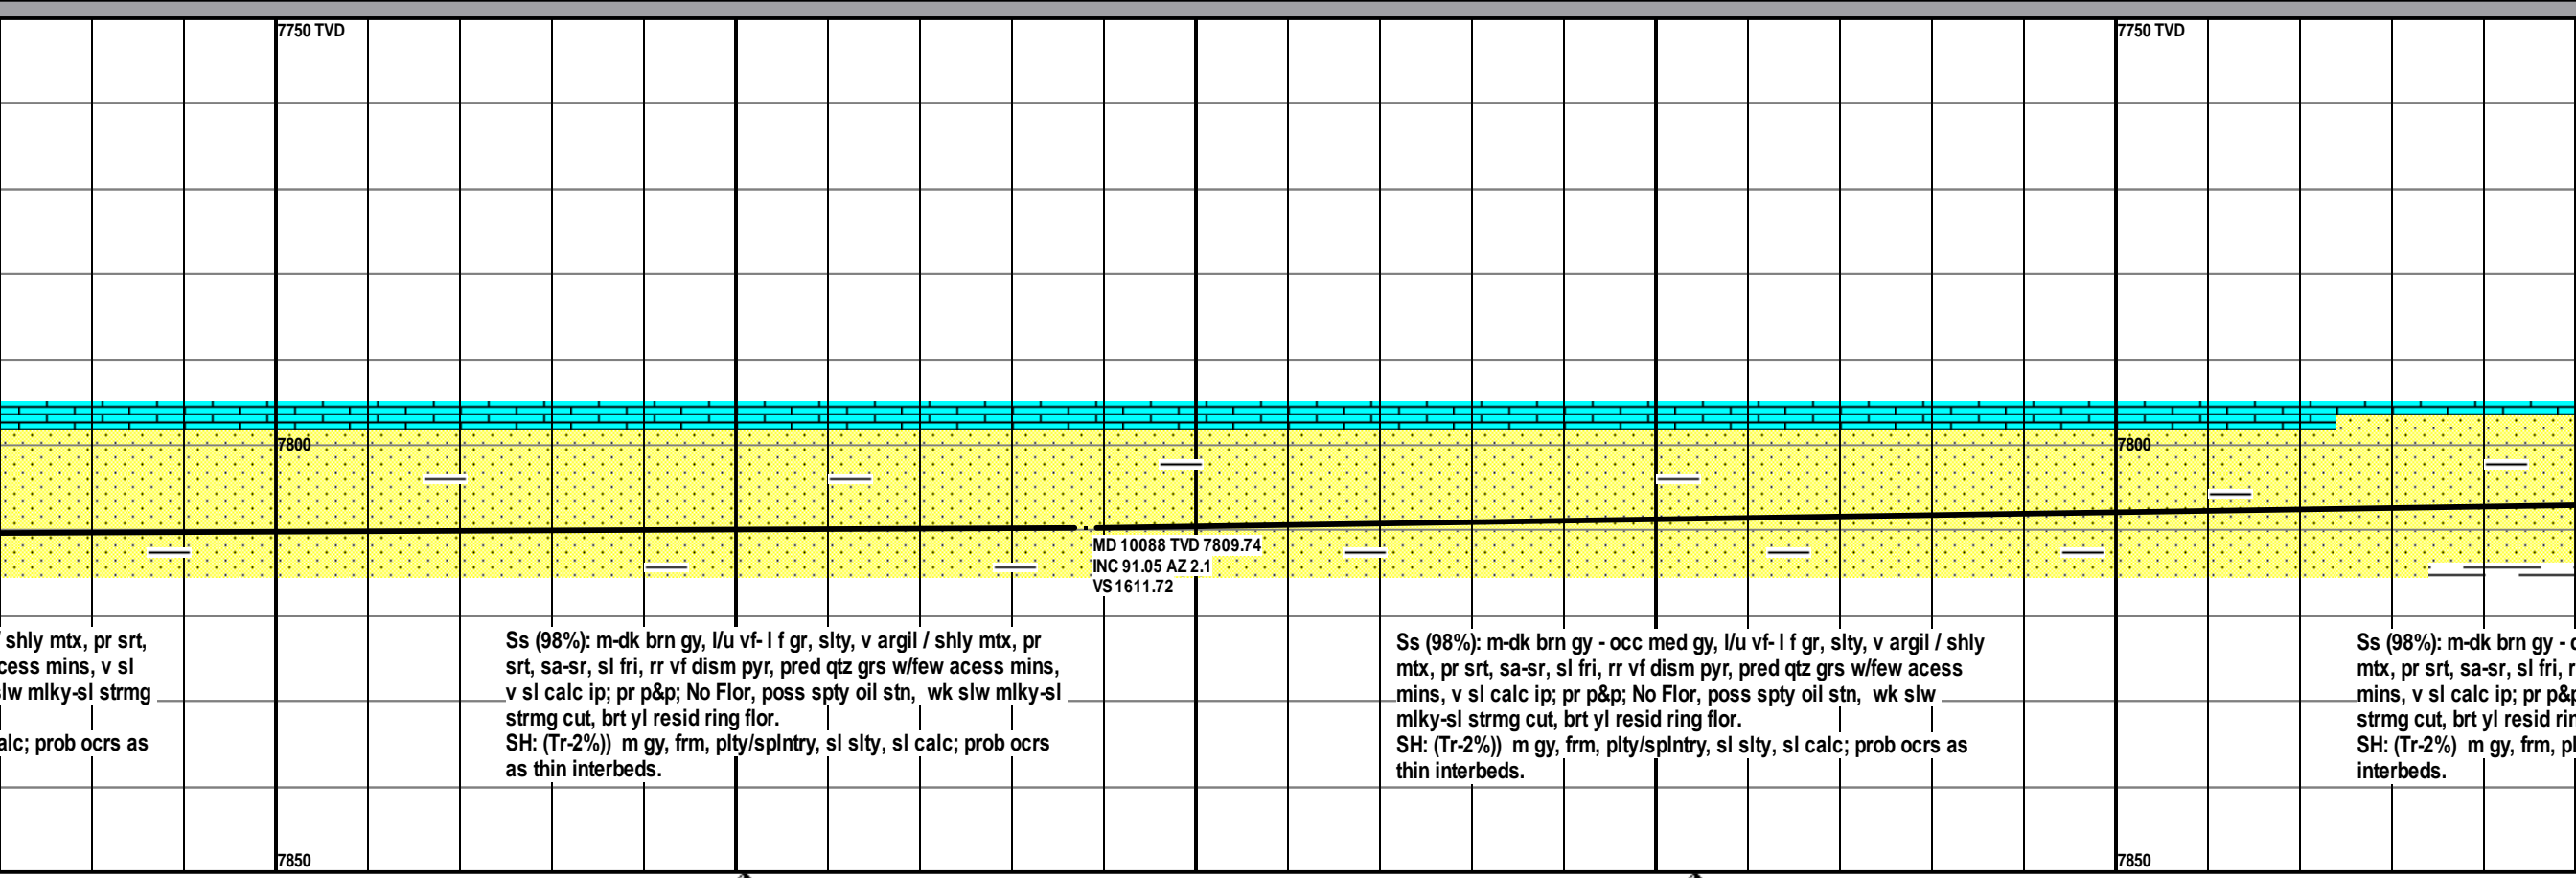 7750 TVD
7750 TVD
7800
7800
MD 10088 TVD 7809.74
INC 91.05 AZ 2.1
VS 1611.72
shly mtx, pr srt,
cess mins, v sl
slw mlky-sl strmg
alc; prob ocrs as
Ss (98%): m-dk brn gy, l/u vf- l f gr, slty, v argil / shly mtx, pr
srt, sa-sr, sl fri, rr vf dism pyr, pred qtz grs w/few acess mins,
v sl calc ip; pr p&p; No Flor, poss spty oil stn,  wk slw mlky-sl
strmg cut, brt yl resid ring flor.
SH: (Tr-2%))  m gy, frm, plty/splntry, sl slty, sl calc; prob ocrs
as thin interbeds.
Ss (98%): m-dk brn gy - occ med gy, l/u vf- l f gr, slty, v argil / shly
mtx, pr srt, sa-sr, sl fri, rr vf dism pyr, pred qtz grs w/few acess
mins, v sl calc ip; pr p&p; No Flor, poss spty oil stn,  wk slw
mlky-sl strmg cut, brt yl resid ring flor.
SH: (Tr-2%))  m gy, frm, plty/splntry, sl slty, sl calc; prob ocrs as
thin interbeds.
Ss (98%): m-dk brn gy -
mtx, pr srt, sa-sr, sl fri,
mins, v sl calc ip; pr p&p
strmg cut, brt yl resid
SH: (Tr-2%)  m gy, frm,
interbeds.
7850
7850